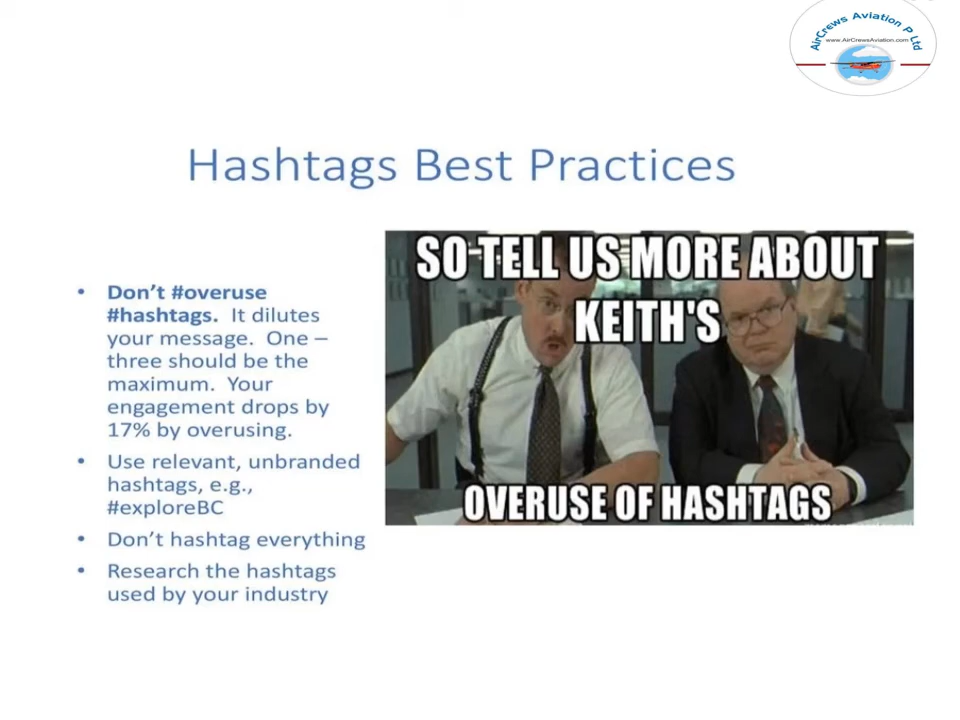 AirCrews Aviation P Ltd
www.AirCrewsAviation.com
Hashtags Best Practices
• Don’t #overuse
#hashtags. It dilutes
your message. One –
three should be the
maximum. Your
engagement drops by
17% by overusing.
• Use relevant, unbranded
hashtags, e.g.,
#exploreBC
• Don’t hashtag everything
• Research the hashtags
used by your industry
SO TELL US MORE ABOUT
KEITH'S
OVERUSE OF HASHTAGS